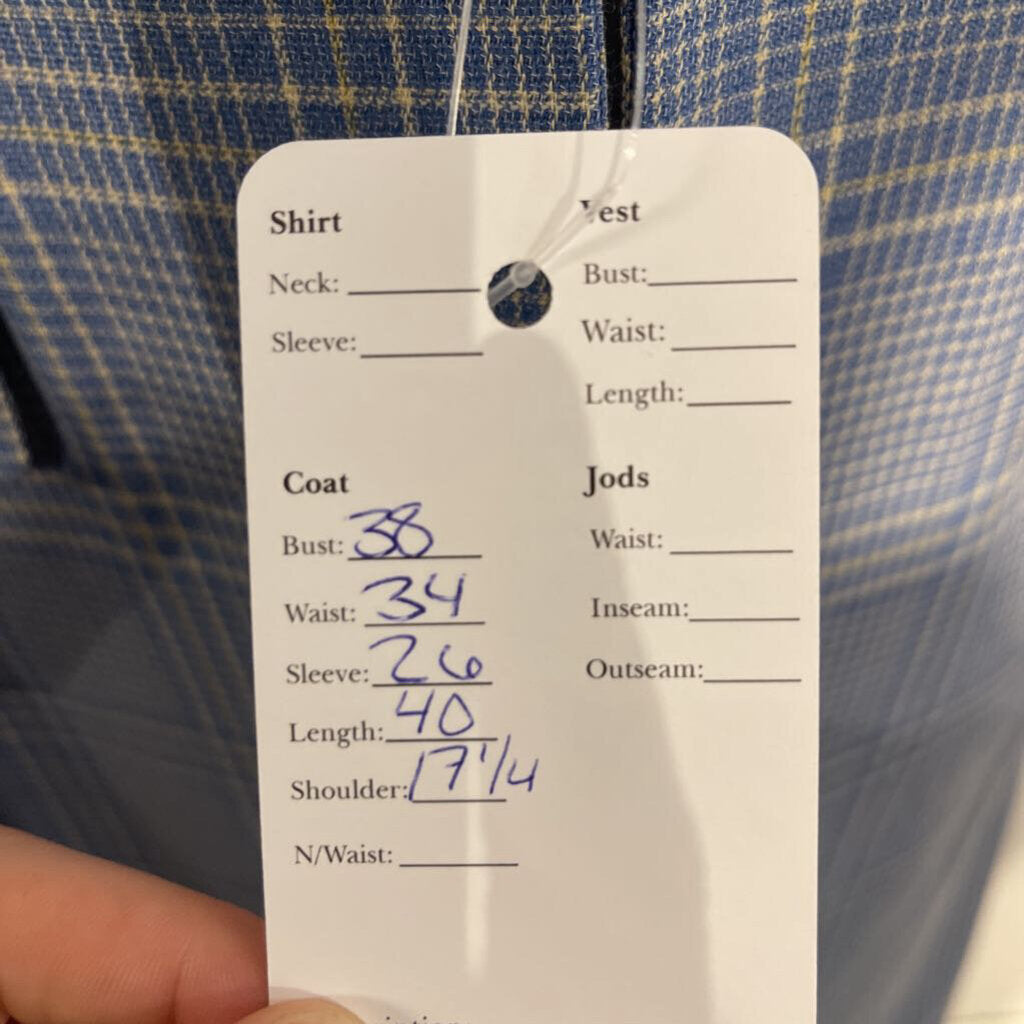 Shirt
Neck:
Sleeve:
Vest
Bust:
Waist:
Length:
Coat
Bust: 38
Waist: 34
Sleeve: 26
Length: 40
Shoulder: 17 1/4
N/Waist:
Jods
Waist:
Inseam:
Outseam: